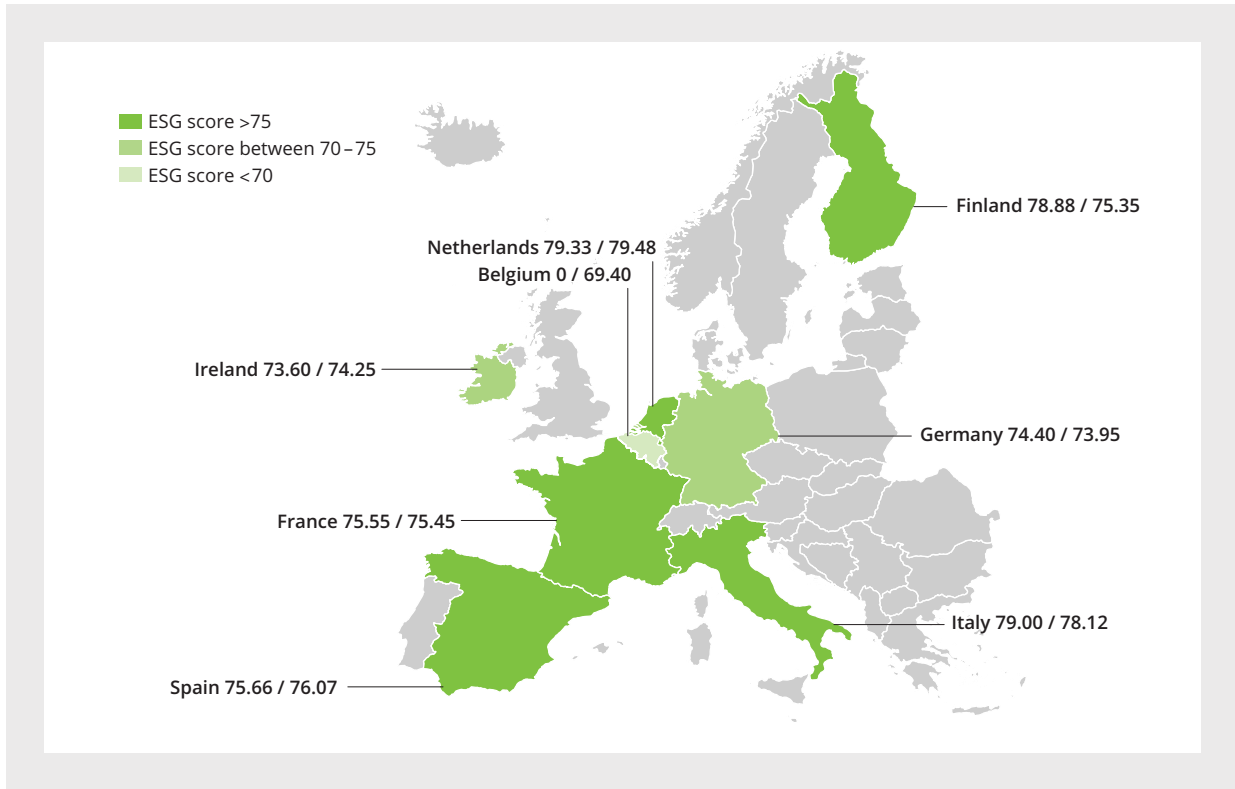 ESG score >75
ESG score between 70–75
ESG score <70
Finland 78.88 / 75.35
Netherlands 79.33 / 79.48
Belgium 0 / 69.40
Ireland 73.60 / 74.25
Germany 74.40 / 73.95
France 75.55 / 75.45
Italy 79.00 / 78.12
Spain 75.66 / 76.07